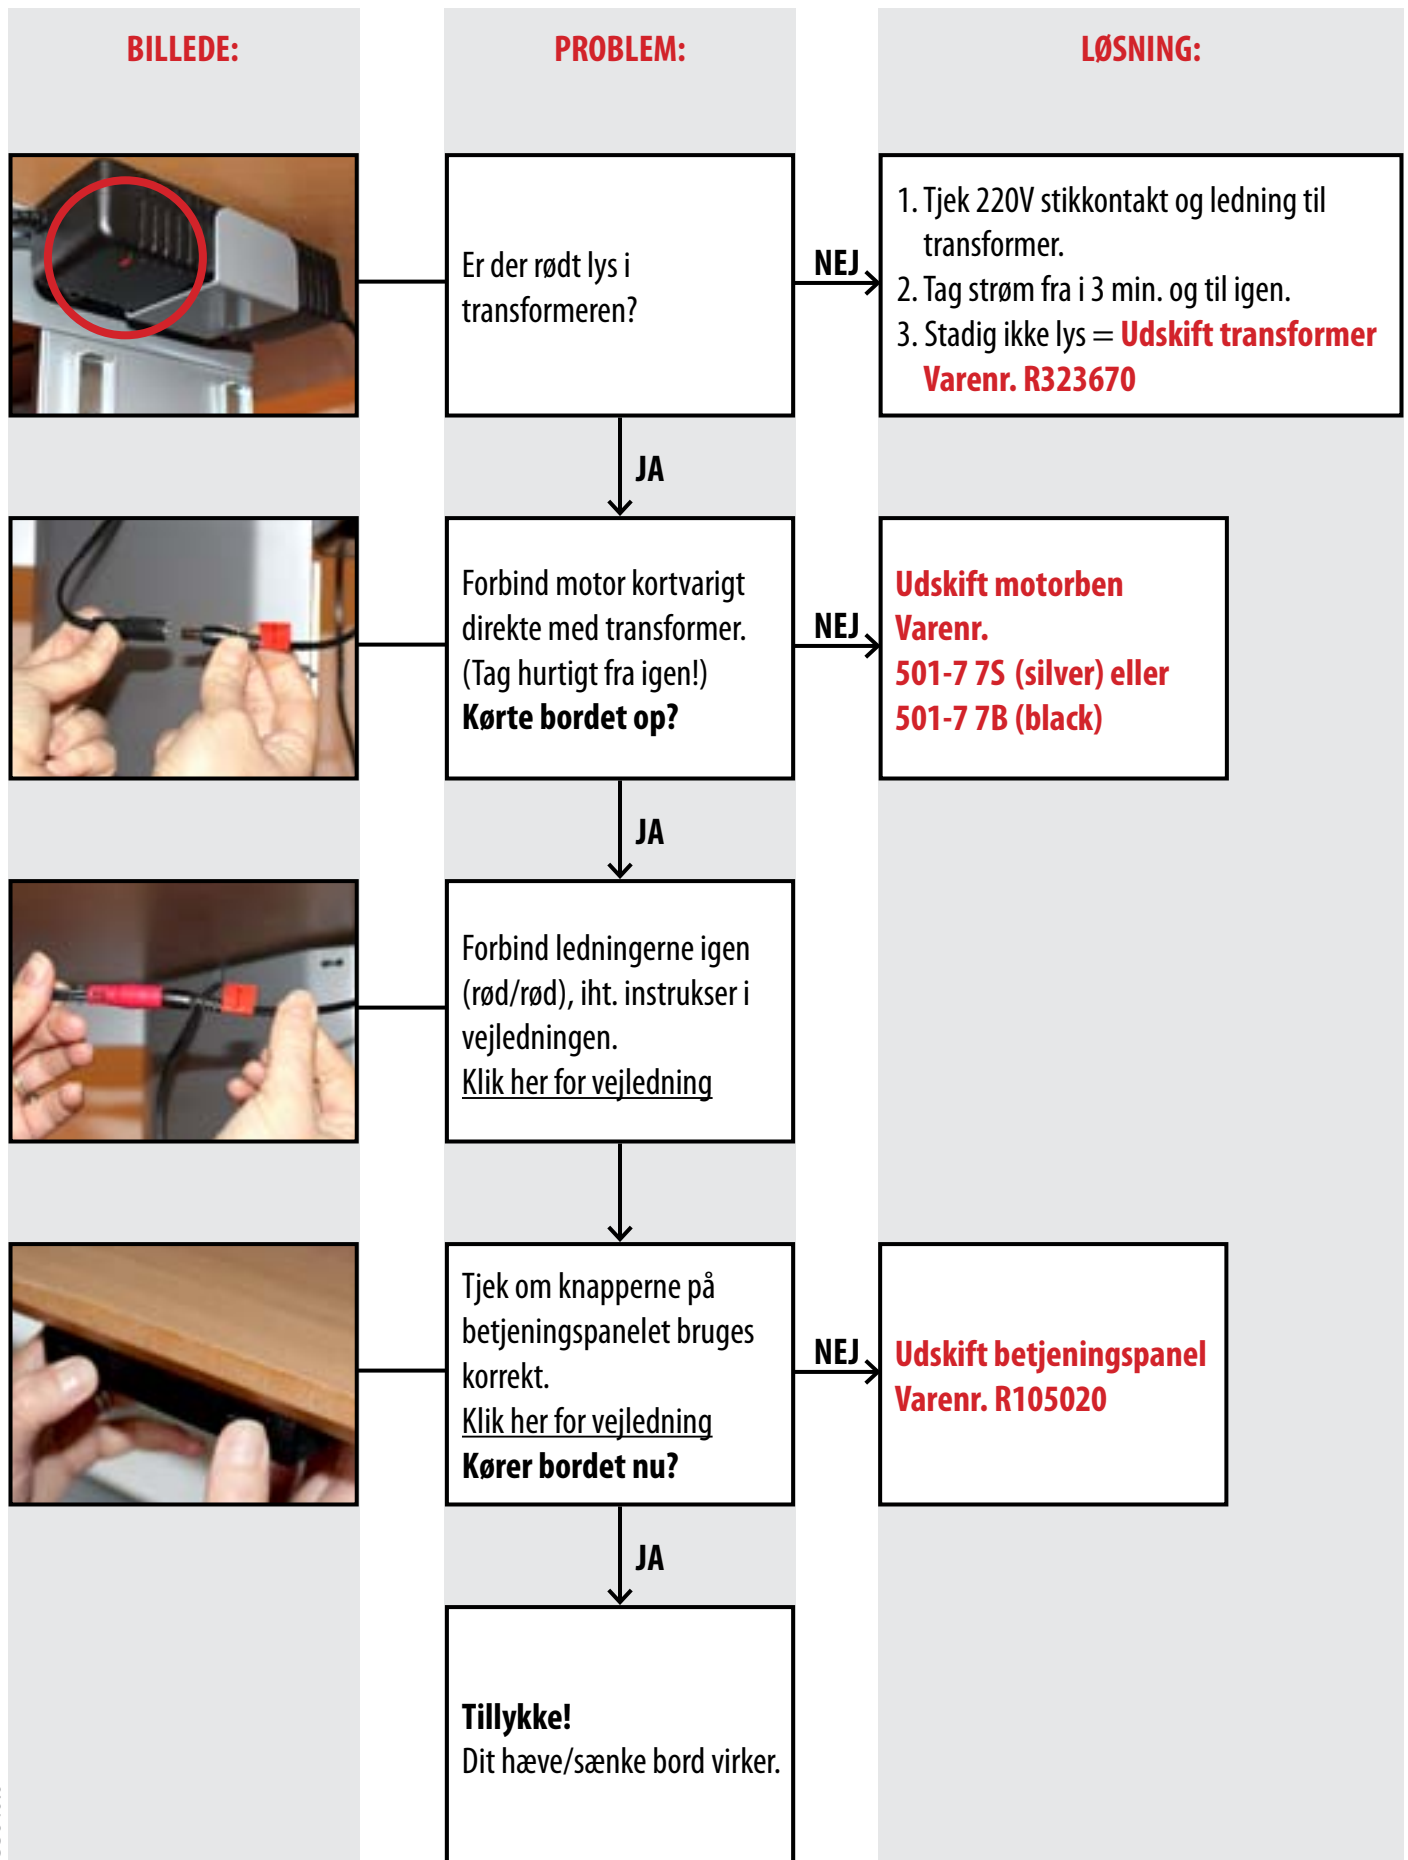 BILLEDE:
PROBLEM:
LØSNING:
Er der rødt lys i
transformeren?
NEJ
1. Tjek 220V stikkontakt og ledning til
transformer.
2. Tag strøm fra i 3 min. og til igen.
3. Stadig ikke lys = Udskift transformer
Varenr. R323670
JA
Forbind motor kortvarigt
direkte med transformer.
(Tag hurtigt fra igen!)
Kørte bordet op?
NEJ
Udskift motorben
Varenr.
501-7 7S (silver) eller
501-7 7B (black)
JA
Forbind ledningerne igen
(rød/rød), iht. instrukser i
vejledningen.
Klik her for vejledning
Tjek om knapperne på
betjeningspanelet bruges
korrekt.
Klik her for vejledning
Kører bordet nu?
NEJ
Udskift betjeningspanel
Varenr. R105020
JA
Tillykke!
Dit hæve/sænke bord virker.